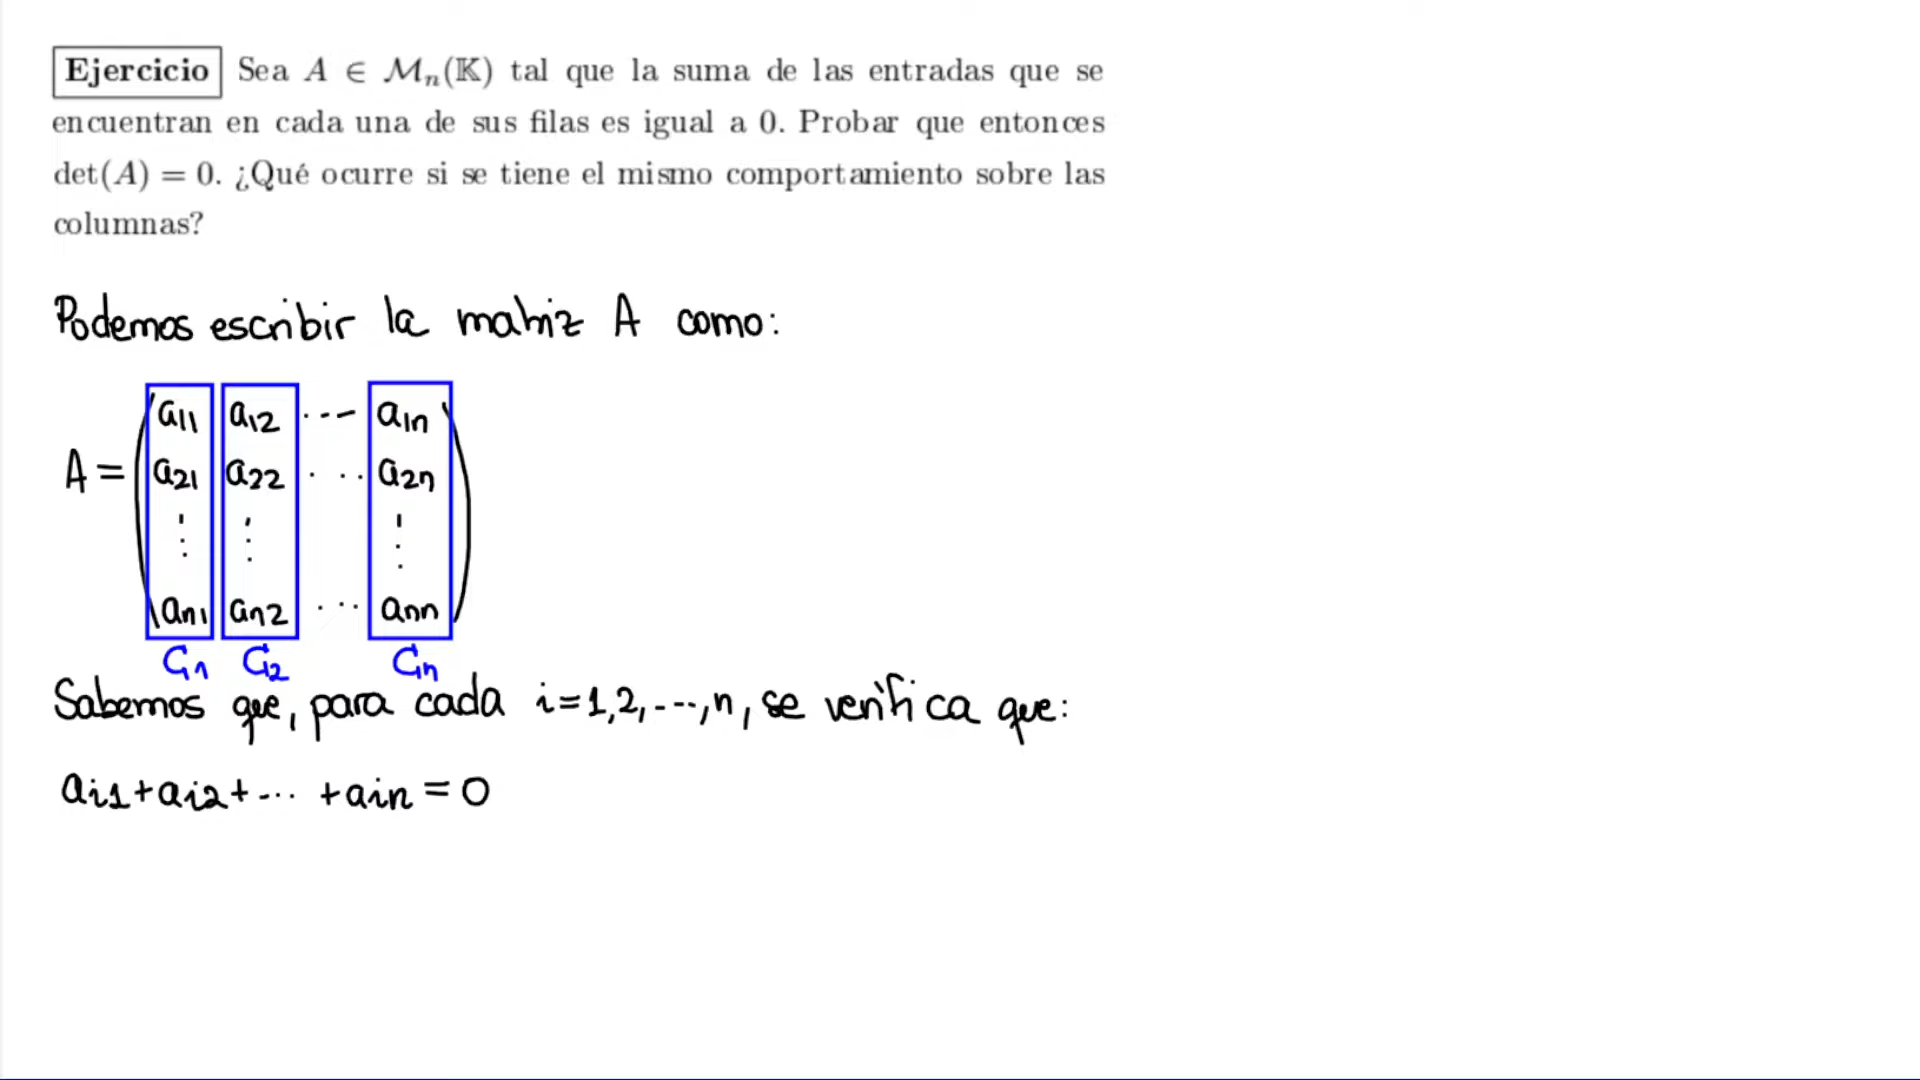 Ejercicio Sea A ∈ Mₙ(𝕂) tal que la suma de las entradas que se
encuentran en cada una de sus filas es igual a 0. Probar que entonces
det(A) = 0. ¿Qué ocurre si se tiene el mismo comportamiento sobre las
columnas?
Podemos escribir la matriz A como:
a11 a12 ... a1n
A = a21 a22 ... a2n
⋮ ⋮ ⋮
an1 an2 ... ann
C1 C2 Cn
Sabemos que, para cada i=1,2,...,n, se verifica que:
ai1+ai2+... +ain=0